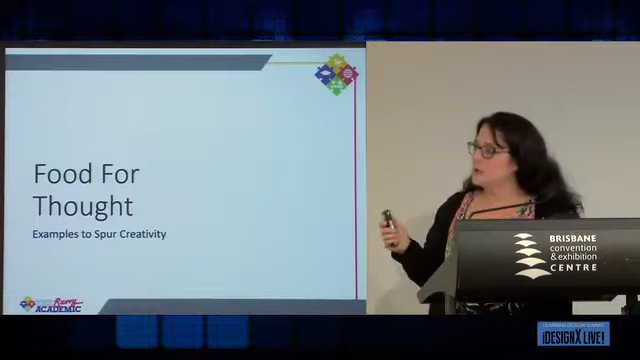 Food For
Thought
Examples to Spur Creativity
ACADEMIC
BRISBANE
convention
& exhibition
CENTRE
LEARNING DESIGN SUMMIT
iDESIGNX LIVE!